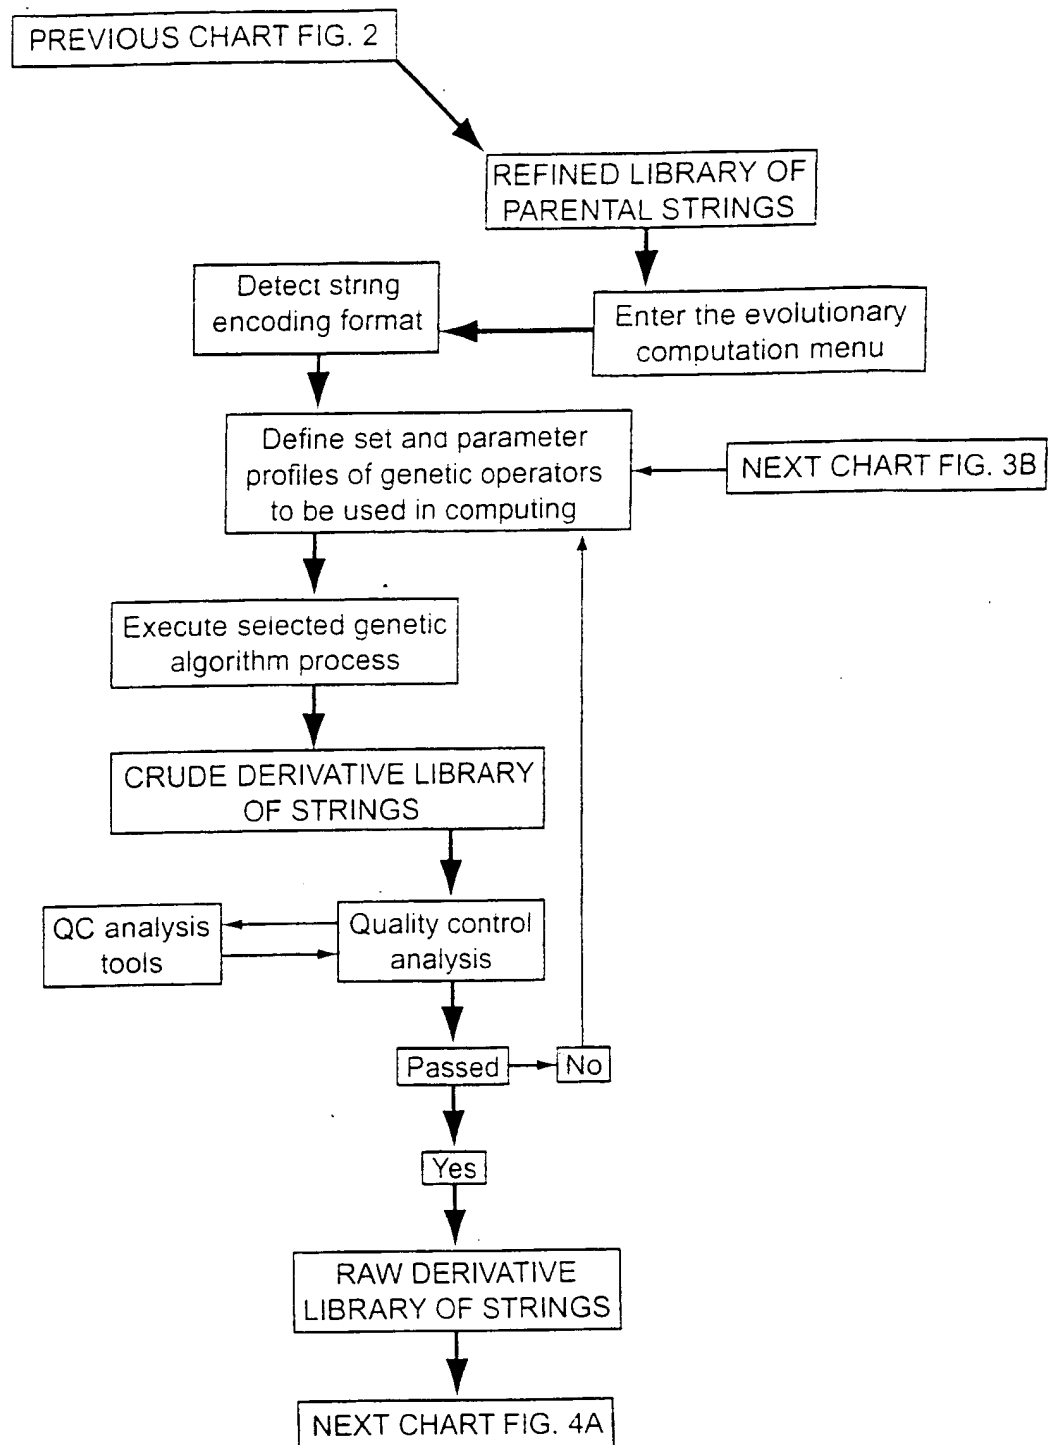 PREVIOUS CHART FIG. 2
REFINED LIBRARY OF
PARENTAL STRINGS
Detect string
encoding format
Enter the evolutionary
computation menu
Define set and parameter
profiles of genetic operators
to be used in computing
NEXT CHART FIG. 3B
Execute selected genetic
algorithm process
CRUDE DERIVATIVE LIBRARY
OF STRINGS
QC analysis
tools
Quality control
analysis
Passed
No
Yes
RAW DERIVATIVE
LIBRARY OF STRINGS
NEXT CHART FIG. 4A